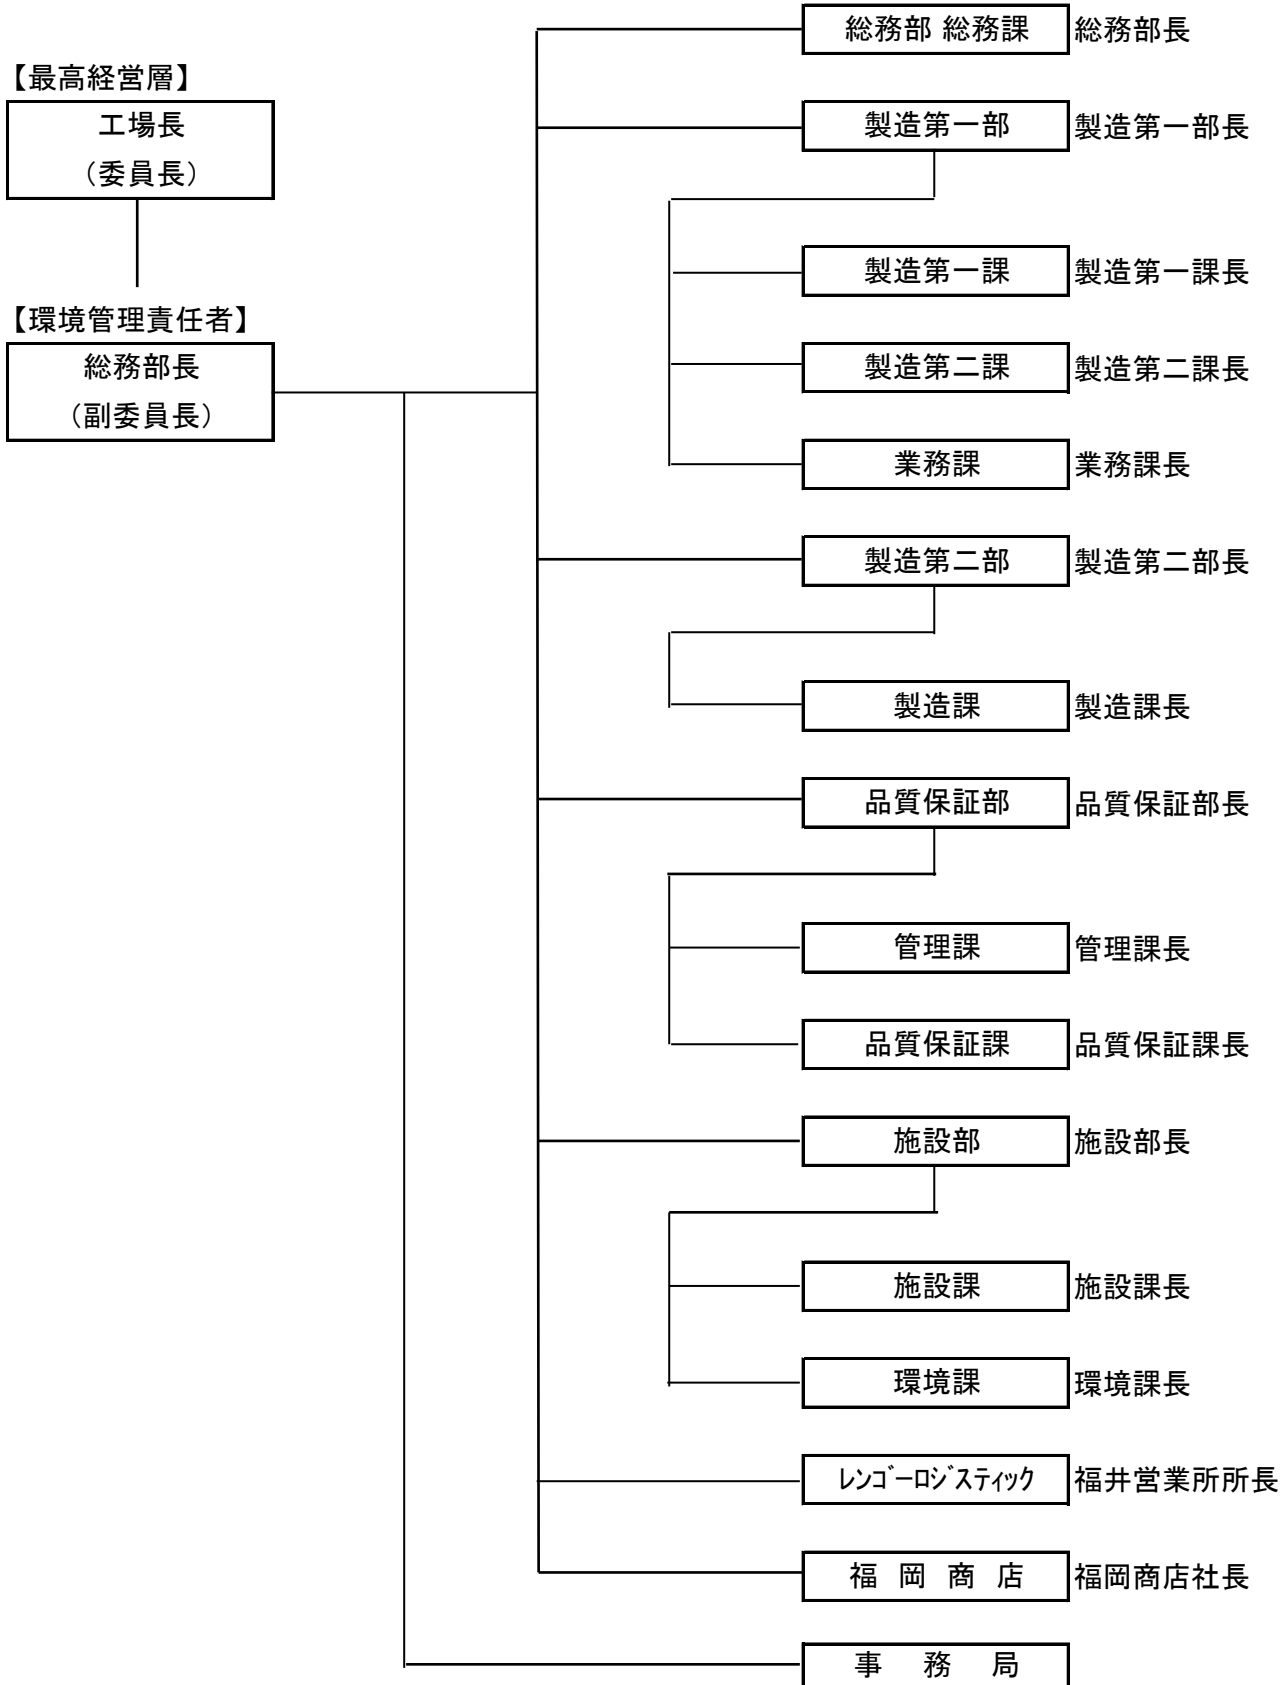 総務部 総務課 総務部長
【最高経営層】
工場長
（委員長）
製造第一部 製造第一部長
製造第一課 製造第一課長
【環境管理責任者】
総務部長
（副委員長）
製造第二課 製造第二課長
業務課 業務課長
製造第二部 製造第二部長
製造課 製造課長
品質保証部 品質保証部長
管理課 管理課長
品質保証課 品質保証課長
施設部 施設部長
施設課 施設課長
環境課 環境課長
ﾚﾝｺﾞｰﾛｼﾞｽﾃｨｯｸ 福井営業所所長
福 岡 商 店 福岡商店社長
事 務 局